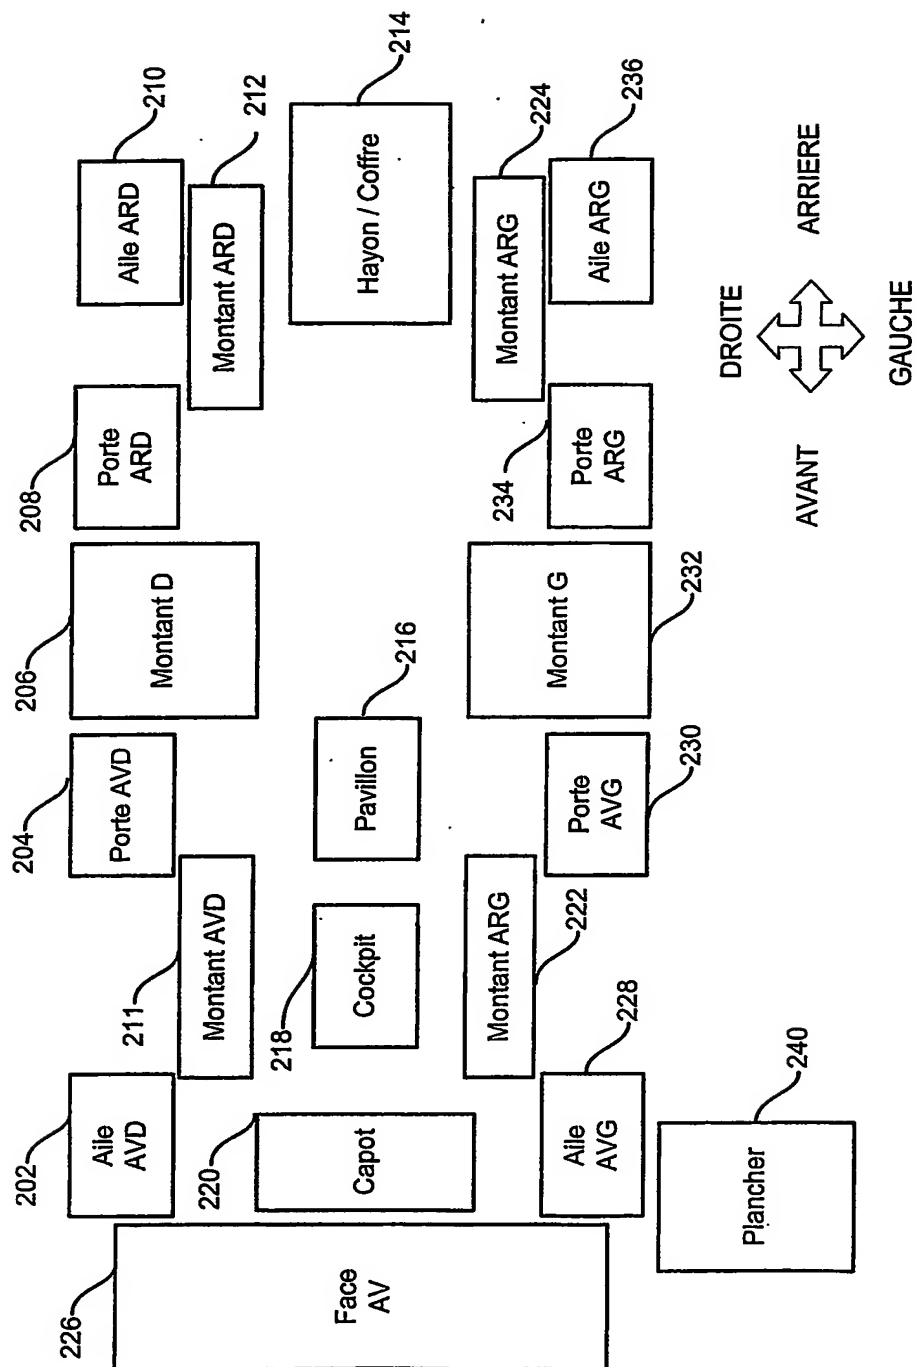 226
Face
AV
202
Aile
AVD
220
Capot
Aile
AVG
228
Plancher
240
211
Montant AVD
218
Cockpit
Montant ARG
222
204
Porte AVD
Pavillon
216
Porte
AVG
230
206
Montant D
Montant G
232
208
Porte
ARD
234
Porte
ARG
Aile ARD
210
Montant ARD
212
Hayon / Coffre
214
Montant ARG
224
Aile ARG
236
DROITE
AVANT
ARRIERE
GAUCHE